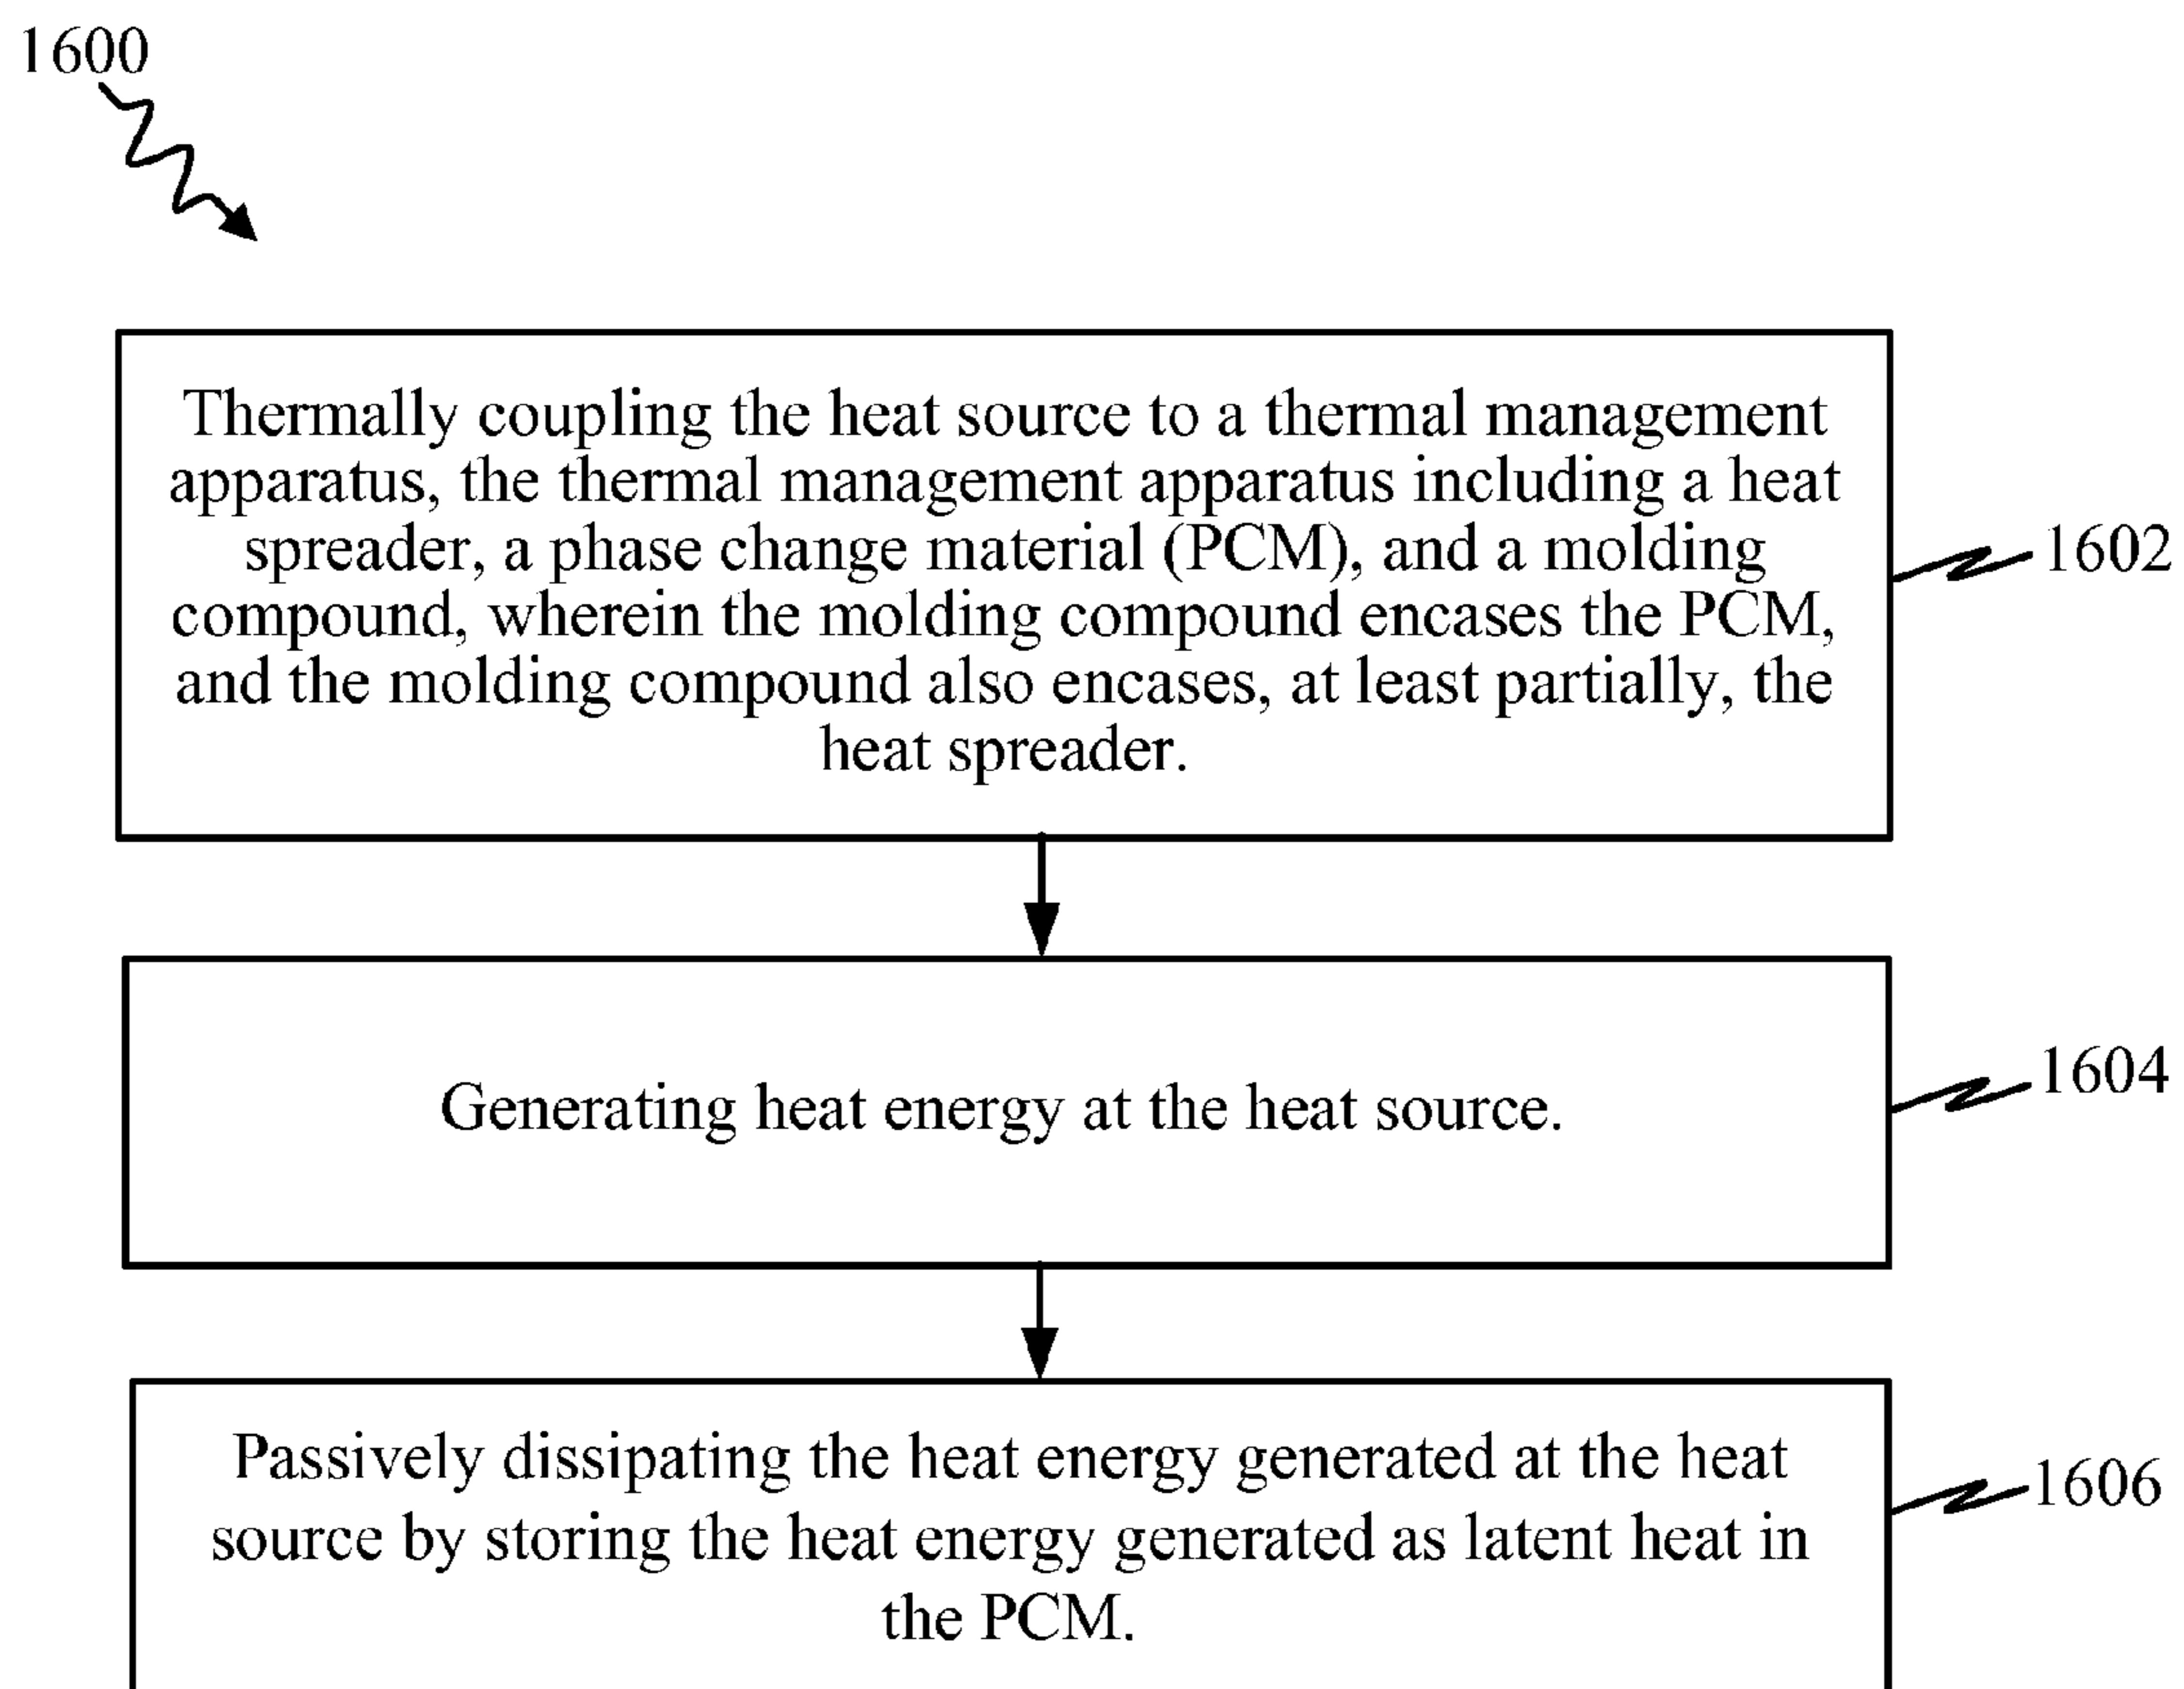 1600
Thermally coupling the heat source to a thermal management
apparatus, the thermal management apparatus including a heat
spreader, a phase change material (PCM), and a molding
compound, wherein the molding compound encases the PCM,
and the molding compound also encases, at least partially, the
heat spreader.
1602
Generating heat energy at the heat source.
1604
Passively dissipating the heat energy generated at the heat
source by storing the heat energy generated as latent heat in
the PCM.
1606